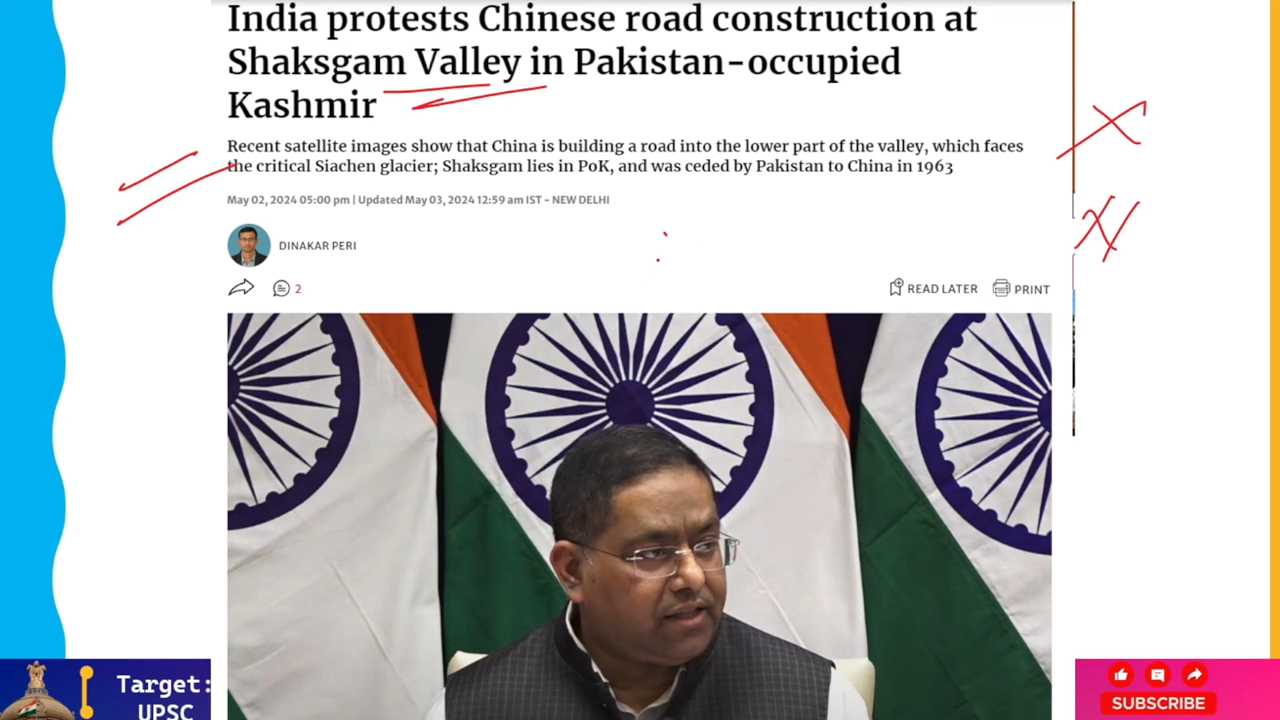 India protests Chinese road construction at
Shaksgam Valley in Pakistan-occupied
Kashmir
Recent satellite images show that China is building a road into the lower part of the valley, which faces
the critical Siachen glacier; Shaksgam lies in PoK, and was ceded by Pakistan to China in 1963
May 02, 2024 05:00 pm | Updated May 03, 2024 12:59 am IST - NEW DELHI
DINAKAR PERI
2
READ LATER
PRINT
Target:
UPSC
SUBSCRIBE